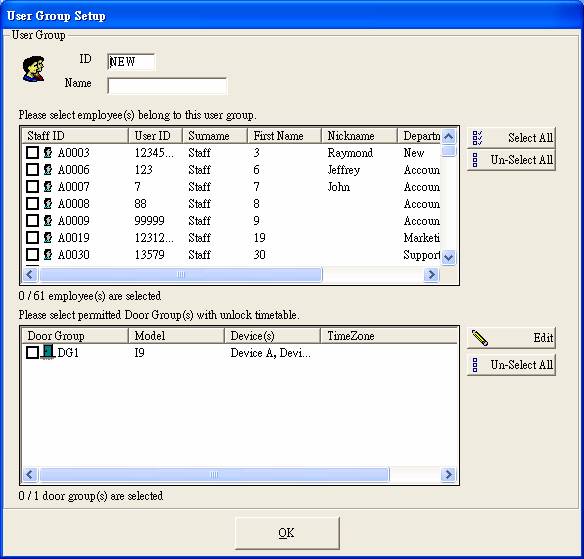 User Group Setup
User Group
ID NEW
Name
Please select employee(s) belong to this user group.
Staff ID User ID Surname First Name Nickname Departn
A0003 12345... Staff 3 Raymond New
A0006 123 Staff 6 Jeffrey Accoun
A0007 7 Staff 7 John Accoun
A0008 88 Staff 8 Accoun
A0009 99999 Staff 9 Accoun
A0019 12312... Staff 19 Marketi
A0030 13579 Staff 30 Support
Select All
Un-Select All
0 / 61 employee(s) are selected
Please select permitted Door Group(s) with unlock timetable.
Door Group Model Device(s) TimeZone
DG1 I9 Device A, Devi...
Edit
Un-Select All
0 / 1 door group(s) are selected
OK